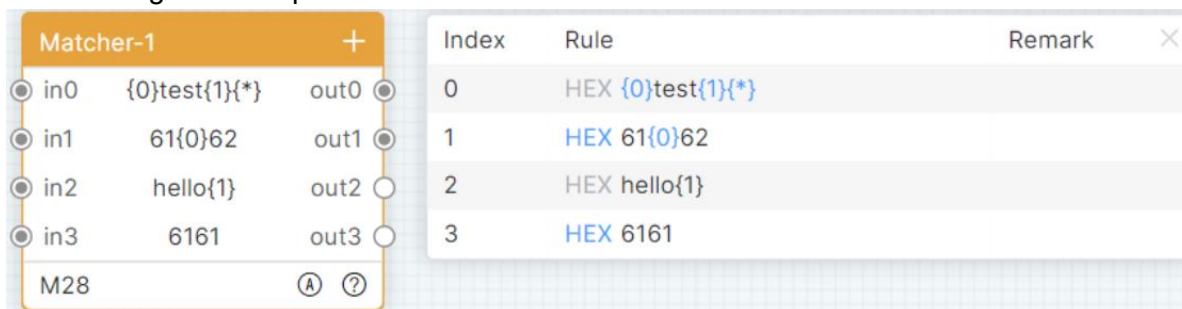 Matcher-1 +
in0 {0}test{1}{*} out0
in1 61{0}62 out1
in2 hello{1} out2
in3 6161 out3
M28 Ⓐ ?
Index Rule Remark ×
0 HEX {0}test{1}{*}
1 HEX 61{0}62
2 HEX hello{1}
3 HEX 6161